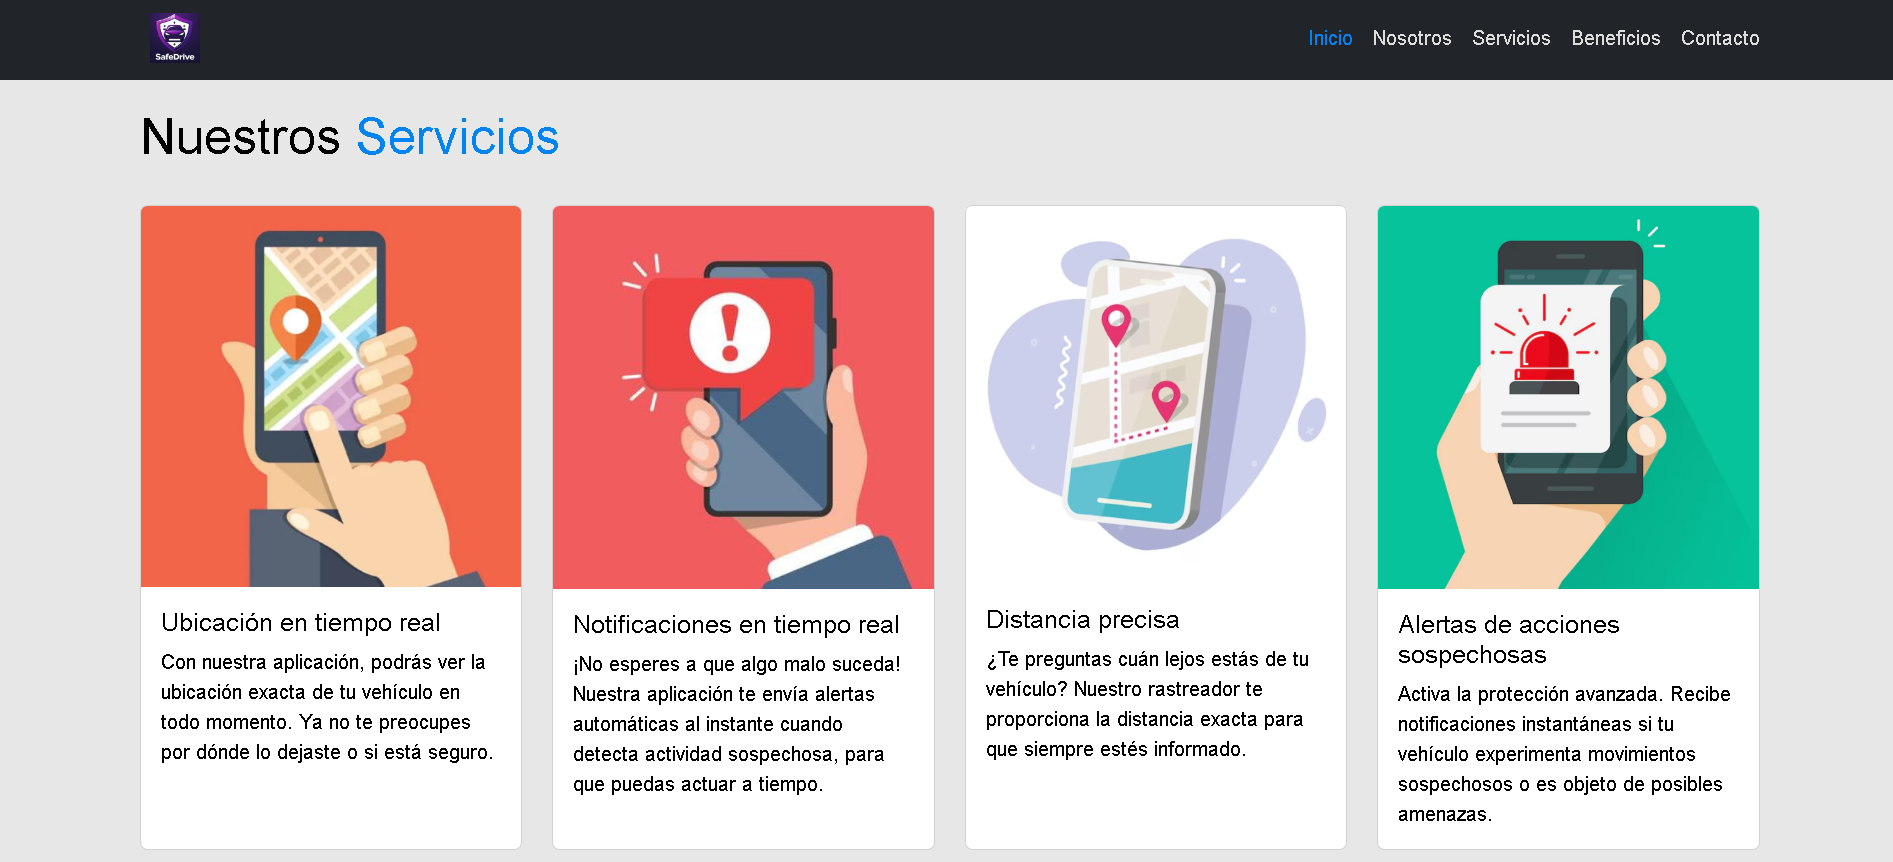 SafeDrive
Inicio Nosotros Servicios Beneficios Contacto
Nuestros Servicios
Ubicación en tiempo real
Con nuestra aplicación, podrás ver la
ubicación exacta de tu vehículo en
todo momento. Ya no te preocupes
por dónde lo dejaste o si está seguro.
Notificaciones en tiempo real
¡No esperes a que algo malo suceda!
Nuestra aplicación te envía alertas
automáticas al instante cuando
detecta actividad sospechosa, para
que puedas actuar a tiempo.
Distancia precisa
¿Te preguntas cuán lejos estás de tu
vehículo? Nuestro rastreador te
proporciona la distancia exacta para
que siempre estés informado.
Alertas de acciones
sospechosas
Activa la protección avanzada. Recibe
notificaciones instantáneas si tu
vehículo experimenta movimientos
sospechosos o es objeto de posibles
amenazas.